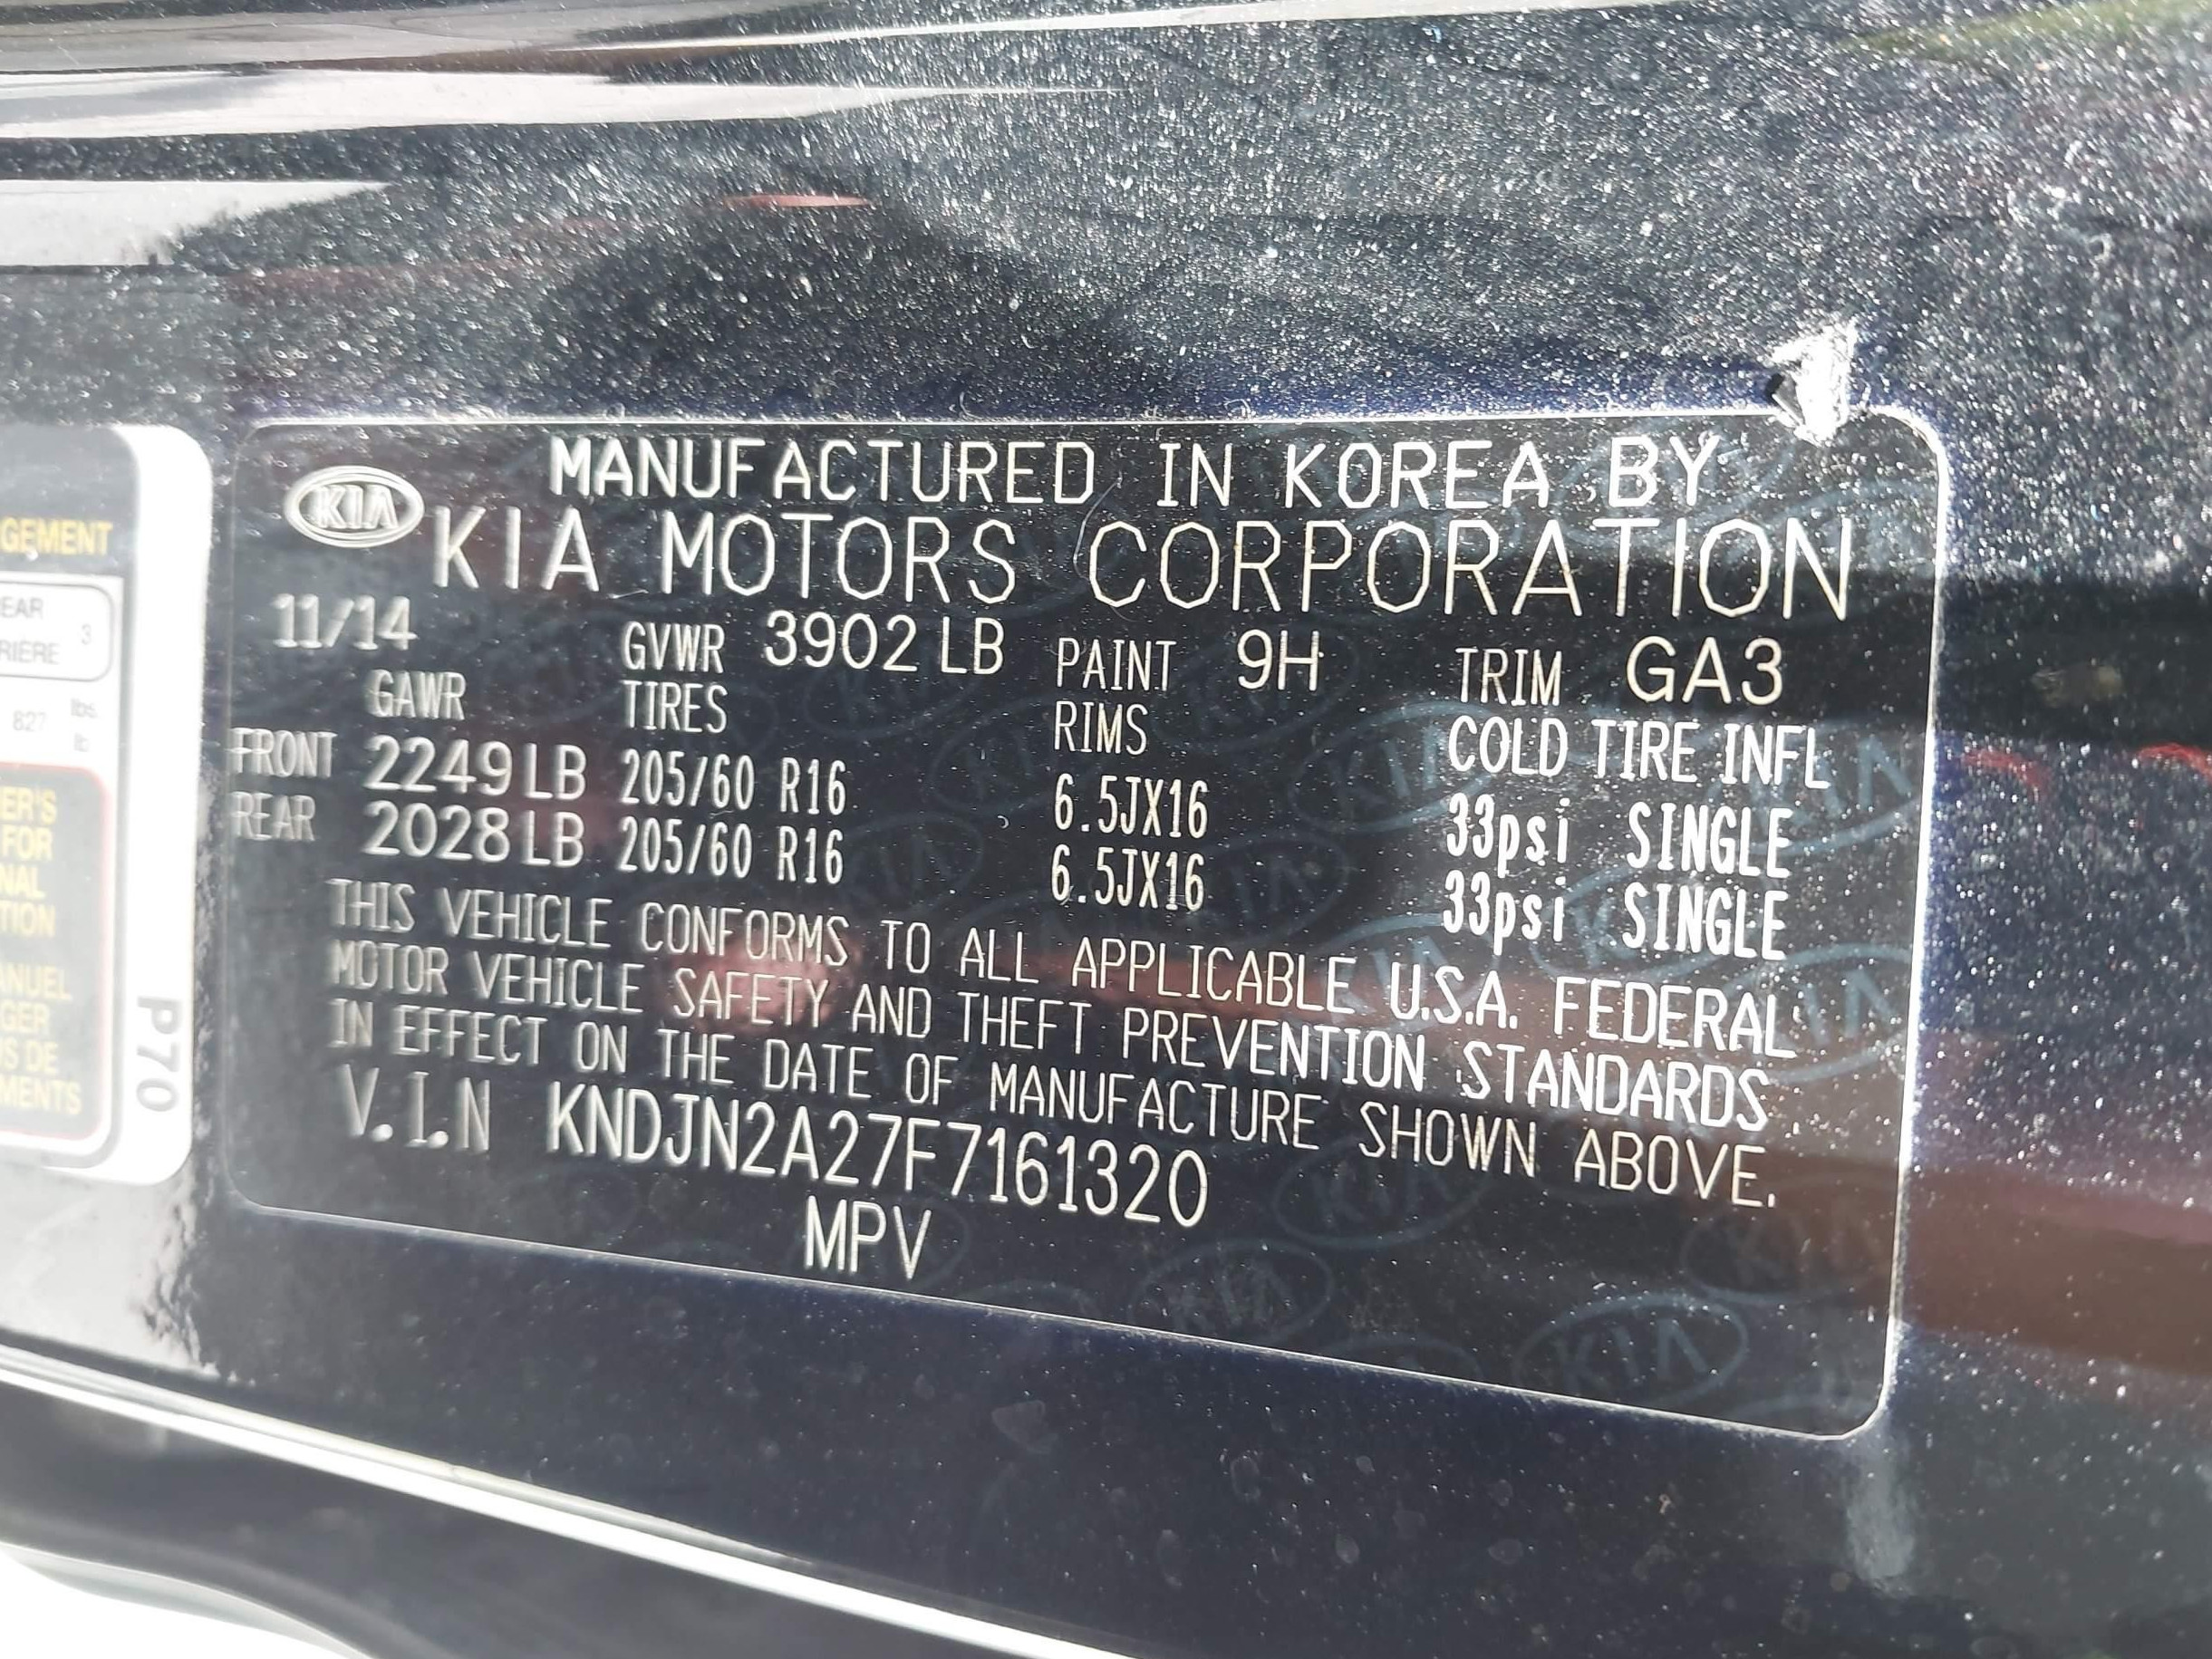 MANUFACTURED IN KOREA BY
KIA KIA MOTORS CORPORATION
11/14 GVWR 3902 LB PAINT 9H TRIM GA3
GAWR TIRES RIMS COLD TIRE INFL
FRONT 2249 LB 205/60 R16 6.5JX16 33psi SINGLE
REAR 2028 LB 205/60 R16 6.5JX16 33psi SINGLE
THIS VEHICLE CONFORMS TO ALL APPLICABLE U.S.A. FEDERAL
MOTOR VEHICLE SAFETY AND THEFT PREVENTION STANDARDS
IN EFFECT ON THE DATE OF MANUFACTURE SHOWN ABOVE.
V.I.N KNDJN2A27F7161320
MPV
3
827 lbs.
lb
FOR
DE
P70